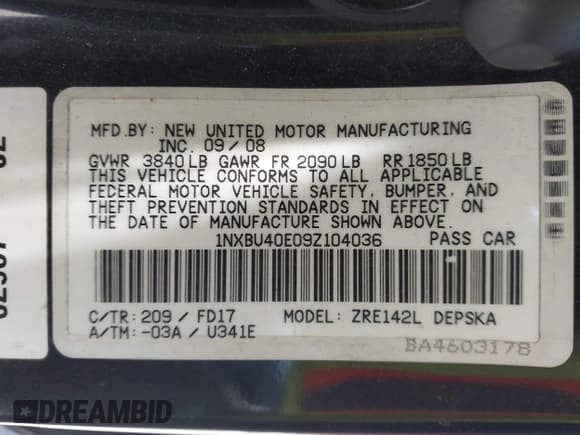 MFD.BY: NEW UNITED MOTOR MANUFACTURING
INC. 09/08
GVWR 3840LB GAWR FR 2090LB RR1850LB
THIS VEHICLE CONFORMS TO ALL APPLICABLE
FEDERAL MOTOR VEHICLE SAFETY, BUMPER, AND
THEFT PREVENTION STANDARDS IN EFFECT ON
THE DATE OF MANUFACTURE SHOWN ABOVE.
1NXBU40E09Z104036 PASS CAR
C/TR: 209 / FD17 MODEL: ZRE142L DEPSKA
A/TM: -03A / U341E
BA4603178
DREAMBID